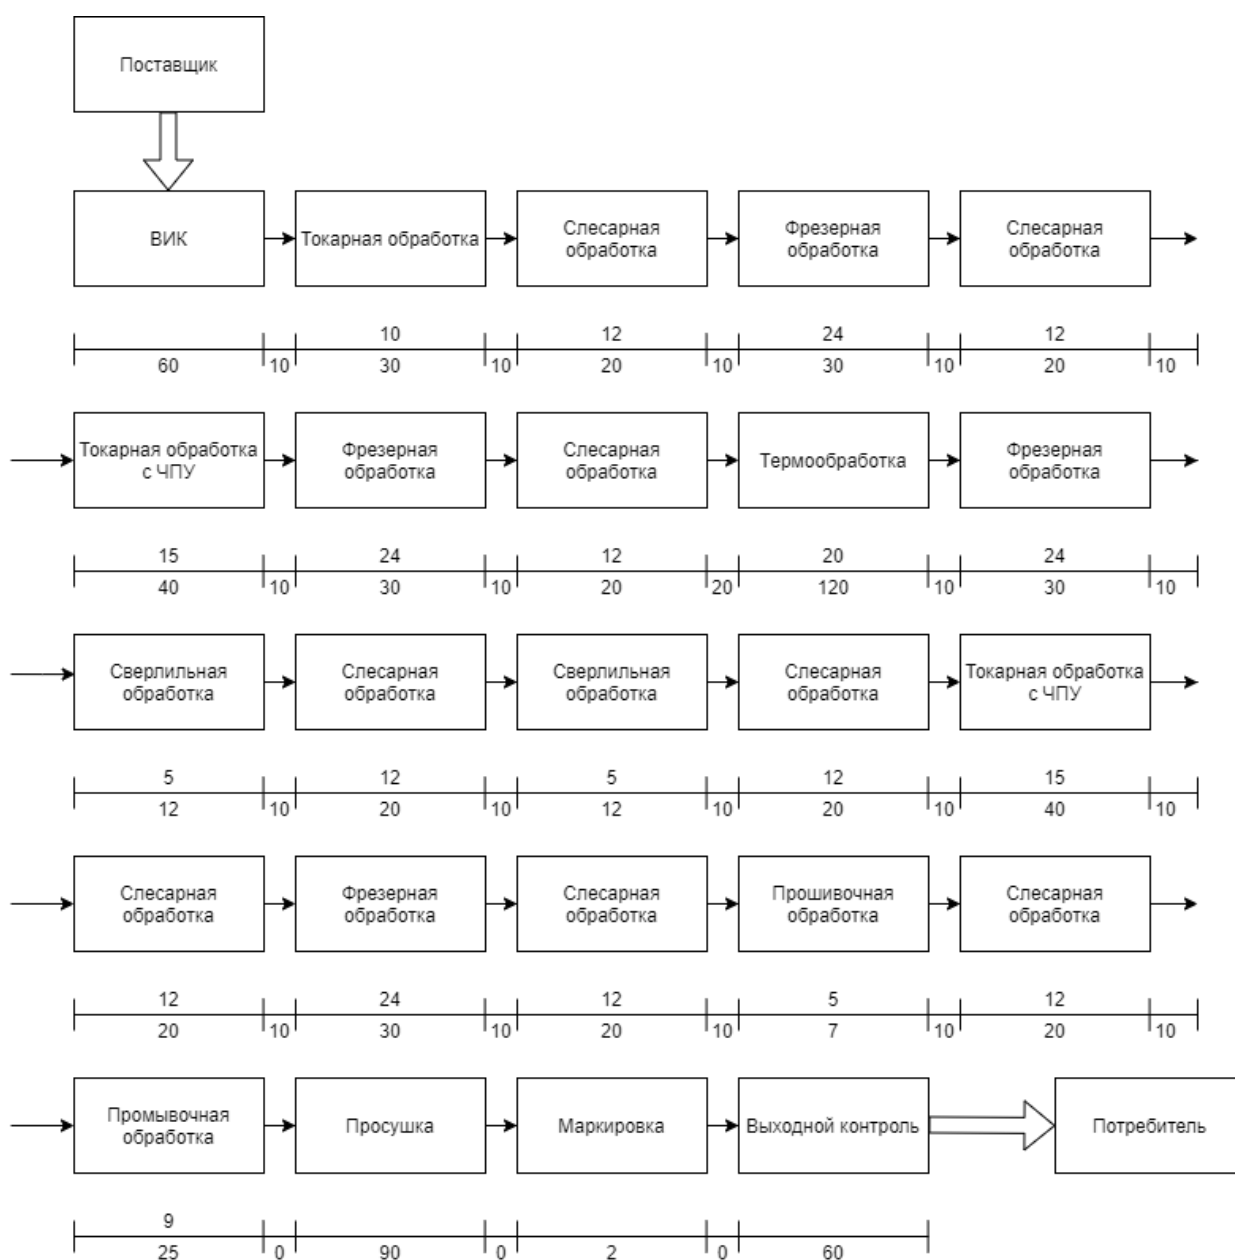 Поставщик
ВИК
Токарная обработка
Слесарная
обработка
Фрезерная
обработка
Слесарная
обработка
10 12 24 12
60 10 30 10 20 10 30 10 20 10
Токарная обработка
с ЧПУ
Фрезерная
обработка
Слесарная
обработка
Термообработка
Фрезерная
обработка
15 24 12 20 24
40 10 30 10 20 20 120 10 30 10
Сверлильная
обработка
Слесарная
обработка
Сверлильная
обработка
Слесарная
обработка
Токарная обработка
с ЧПУ
5 12 5 12 15
12 10 20 10 12 10 20 10 40 10
Слесарная
обработка
Фрезерная
обработка
Слесарная
обработка
Прошивочная
обработка
Слесарная
обработка
12 24 12 5 12
20 10 30 10 20 10 7 10 20 10
Промывочная
обработка
Просушка
Маркировка
Выходной контроль
Потребитель
9
25 0 90 0 2 0 60